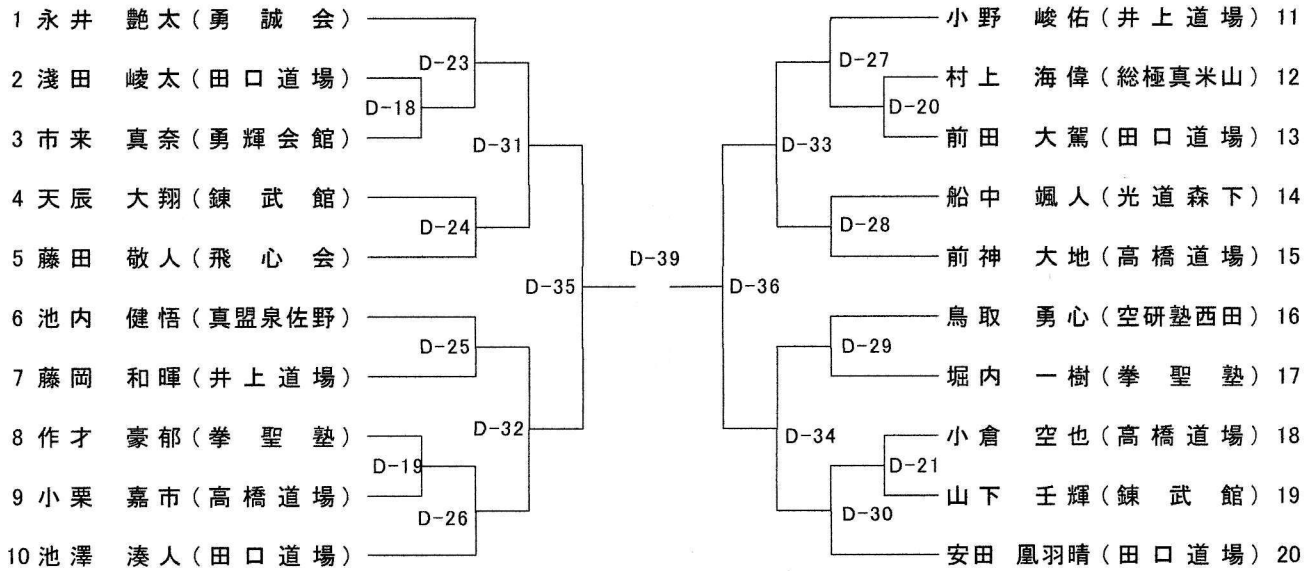 1 永井 艶太(勇誠会)
D-23
2 淺田 崚太(田口道場)
D-18
3 市来 真奈(勇輝会館)
D-31
4 天辰 大翔(錬武館)
D-24
5 藤田 敬人(飛心会)
D-35
6 池内 健悟(真盟泉佐野)
D-25
7 藤岡 和暉(井上道場)
D-32
8 作才 豪郁(拳聖塾)
D-19
9 小栗 嘉市(高橋道場)
D-26
10 池澤 湊人(田口道場)
D-39
小野 峻佑(井上道場) 11
D-27
村上 海偉(総極真米山) 12
D-20
前田 大駕(田口道場) 13
D-33
船中 颯人(光道森下) 14
D-28
前神 大地(高橋道場) 15
D-36
鳥取 勇心(空研塾西田) 16
D-29
堀内 一樹(拳聖塾) 17
D-34
小倉 空也(高橋道場) 18
D-21
山下 壬輝(錬武館) 19
D-30
安田 凰羽晴(田口道場) 20